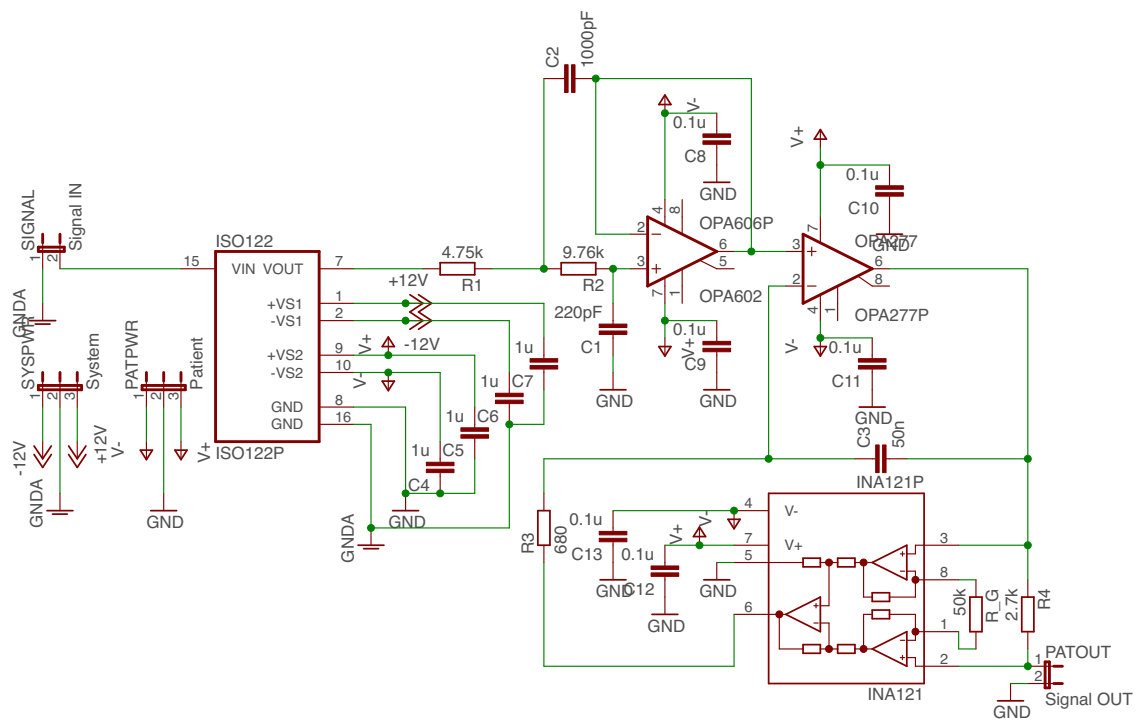 C2
1000pF
V-
0.1u
C8
GND
V+
0.1u
C10
GND
4
8
OPA606P
2
6
5
3
7
1
OPA602
7
OPA277
3
6
2
8
4
1
OPA277P
SIGNAL
Signal IN
1
2
GNDA
ISO122
15
VIN
VOUT
7
4.75k
R1
9.76k
R2
+VS1
1
+12V
-VS1
2
-12V
+VS2
9
V+
-VS2
10
V-
GND
8
GND
16
ISO122P
220pF
C1
GND
0.1u
V+
C9
GND
V-
0.1u
C11
GND
SYSPWR
System
1
2
3
-12V
+12V
GNDA
PATPWR
Patient
1
2
3
V-
V+
GND
1u
C7
1u
C6
1u
C5
1u
C4
GND
GNDA
C3
50n
INA121P
R3
680
0.1u
C13
GND
0.1u
C12
GND
V+
V-
GND
4
V-
7
V+
5
6
3
8
1
2
50k
R_G
2.7k
R4
INA121
PATOUT
1
2
Signal OUT
GND